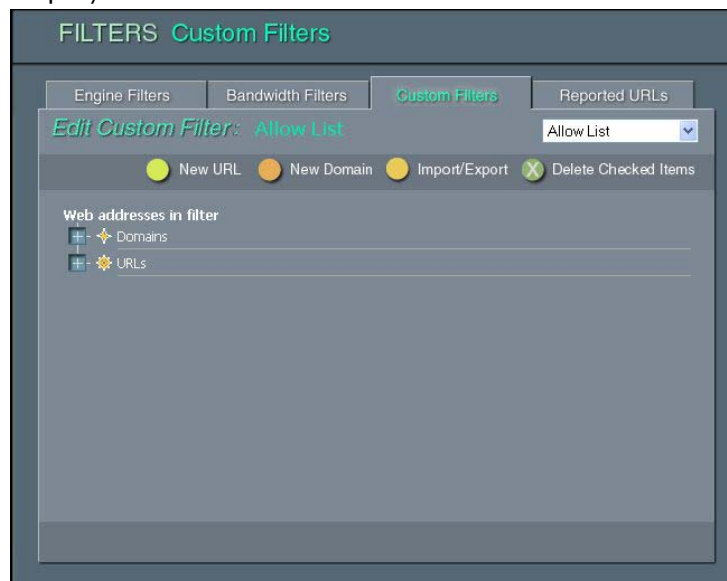 FILTERS Custom Filters
Engine Filters Bandwidth Filters Custom Filters Reported URLs
Edit Custom Filter: Allow List Allow List
New URL New Domain Import/Export X Delete Checked Items
Web addresses in filter
Domains
URLs